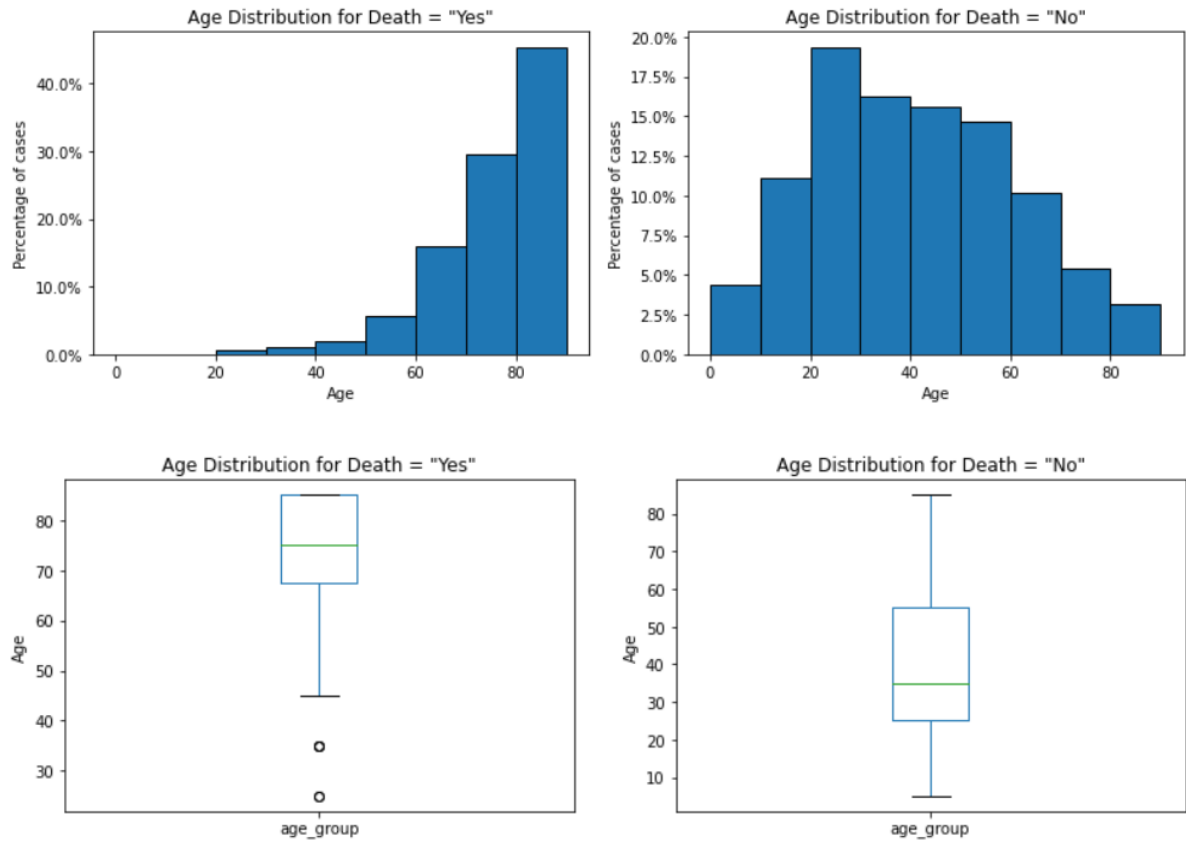 Age Distribution for Death = "Yes"
Percentage of cases
40.0%
30.0%
20.0%
10.0%
0.0%
0 20 40 60 80
Age
Age Distribution for Death = "No"
Percentage of cases
20.0%
17.5%
15.0%
12.5%
10.0%
7.5%
5.0%
2.5%
0.0%
0 20 40 60 80
Age
Age Distribution for Death = "Yes"
Age
80
70
60
50
40
30
age_group
Age Distribution for Death = "No"
Age
80
70
60
50
40
30
20
10
age_group